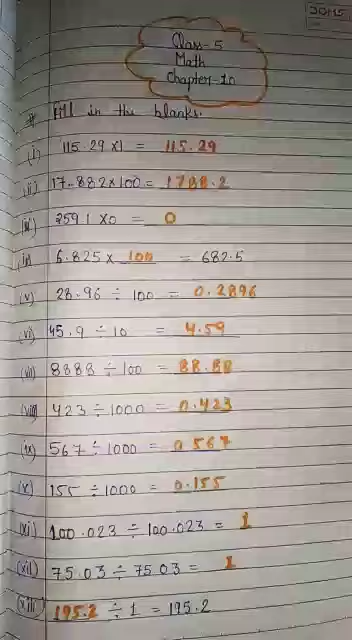 Class-5
Math
Chapter-10
# Fill in the blanks.
(i) 115.29 x 1 = 115.29
(ii) 17.882 x 100 = 1788.2
(iii) 2591 x 0 = 0
(iv) 6.825 x 100 = 682.5
(v) 28.96 ÷ 100 = 0.2896
(vi) 45.9 ÷ 10 = 4.59
(vii) 8888 ÷ 100 = 88.88
(viii) 423 ÷ 1000 = 0.423
(ix) 567 ÷ 1000 = 0.567
(x) 155 ÷ 1000 = 0.155
(xi) 100.023 ÷ 100.023 = 1
(xii) 75.03 ÷ 75.03 = 1
(xiii) 195.2 ÷ 1 = 195.2